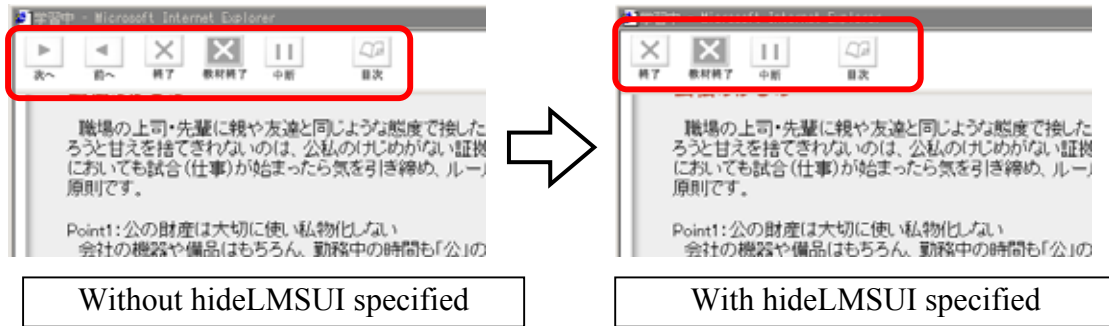 学習中 - Microsoft Internet Explorer
次へ 前へ 終了 教材終了 中断 目次
職場の上司・先輩に親や友達と同じような態度で接した
ろうと甘えを捨てきれないのは、公私のけじめがない証拠
においても試合(仕事)が始まったら気を引き締め、ルール
原則です。
Point1:公の財産は大切に使い私物化しない
会社の機器や備品はもちろん、勤務中の時間も「公」の
Without hideLMSUI specified
学習中 - Microsoft Internet Explorer
終了 教材終了 中断 目次
職場の上司・先輩に親や友達と同じような態度で接した
ろうと甘えを捨てきれないのは、公私のけじめがない証拠
においても試合(仕事)が始まったら気を引き締め、ルー
原則です。
Point1:公の財産は大切に使い私物化しない
会社の機器や備品はもちろん、勤務中の時間も「公」の
With hideLMSUI specified